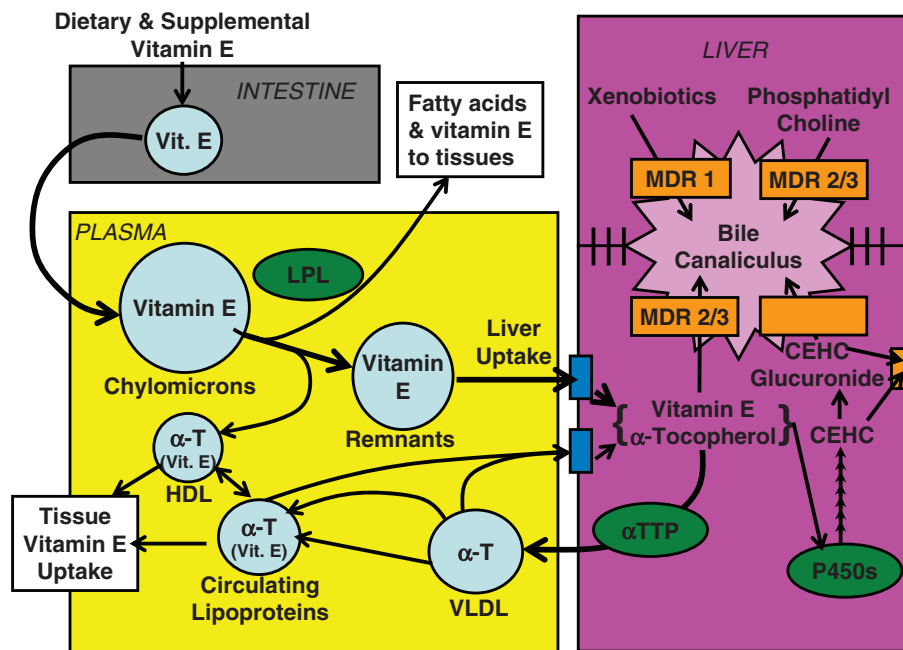 Dietary & Supplemental
Vitamin E
INTESTINE
Vit. E
Fatty acids
& vitamin E
to tissues
PLASMA
LPL
Vitamin E
Chylomicrons
Vitamin
E
Remnants
Liver
Uptake
α-T
(Vit. E)
HDL
Tissue
Vitamin E
Uptake
α-T
(Vit. E)
Circulating
Lipoproteins
α-T
VLDL
LIVER
Xenobiotics
Phosphatidyl
Choline
MDR 1
MDR 2/3
Bile
Canaliculus
MDR 2/3
CEHC
Glucuronide
{ Vitamin E }
α-Tocopherol
CEHC
αTTP
P450s